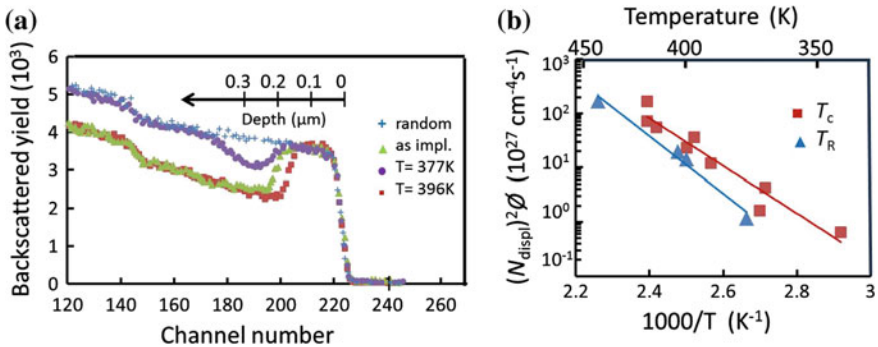 (a)
Backscattered yield (10³)
6
5
4
3
2
1
0
120 140 160 180 200 220 240 260
Channel number
0.3 0.2 0.1 0
Depth (µm)
random
as impl.
T= 377K
T= 396K
(b)
Temperature (K)
450 400 350
(N_displ)²Ø (10²⁷ cm⁻⁴s⁻¹)
10³
10²
10¹
10⁰
10⁻¹
T_c
T_R
2.2 2.4 2.6 2.8 3
1000/T (K⁻¹)